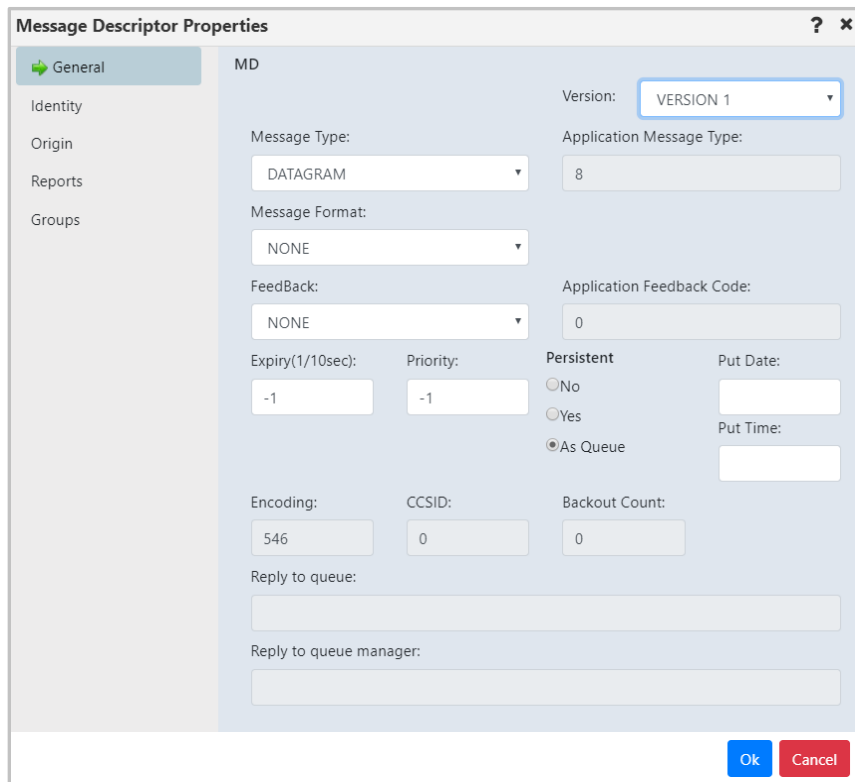 Message Descriptor Properties ? ×
General
Identity
Origin
Reports
Groups
MD
Version: VERSION 1
Message Type:
DATAGRAM
Application Message Type:
8
Message Format:
NONE
FeedBack:
NONE
Application Feedback Code:
0
Expiry(1/10sec):
-1
Priority:
-1
Persistent
No
Yes
As Queue
Put Date:
Put Time:
Encoding:
546
CCSID:
0
Backout Count:
0
Reply to queue:
Reply to queue manager:
Ok Cancel